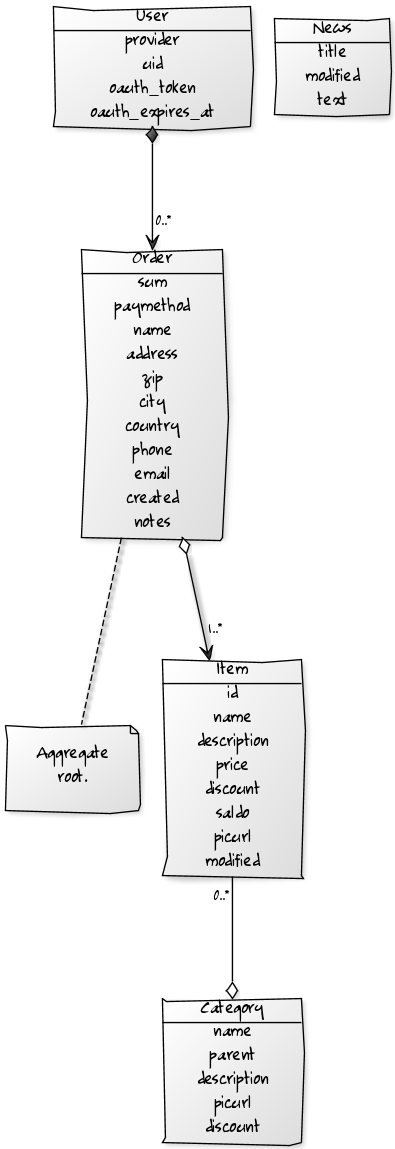 User
provider
uid
oauth_token
oauth_expires_at
News
title
modified
text
0..*
Order
sum
paymethod
name
address
zip
city
country
phone
email
created
notes
1..*
Aggregate
root.
Item
id
name
description
price
discount
saldo
picurl
modified
0..*
Category
name
parent
description
picurl
discount